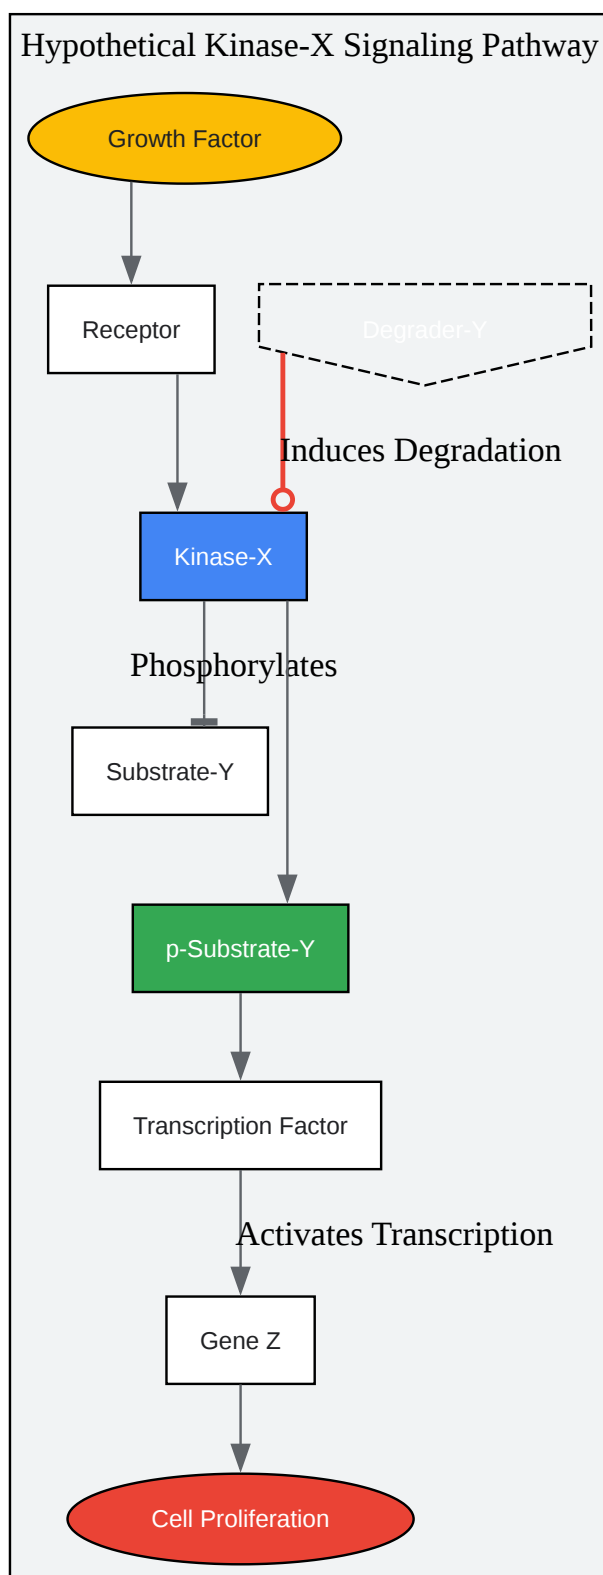 Hypothetical Kinase-X Signaling Pathway
Growth Factor
Receptor
Degrader-Y
Induces Degradation
Kinase-X
Phosphorylates
Substrate-Y
p-Substrate-Y
Transcription Factor
Activates Transcription
Gene Z
Cell Proliferation